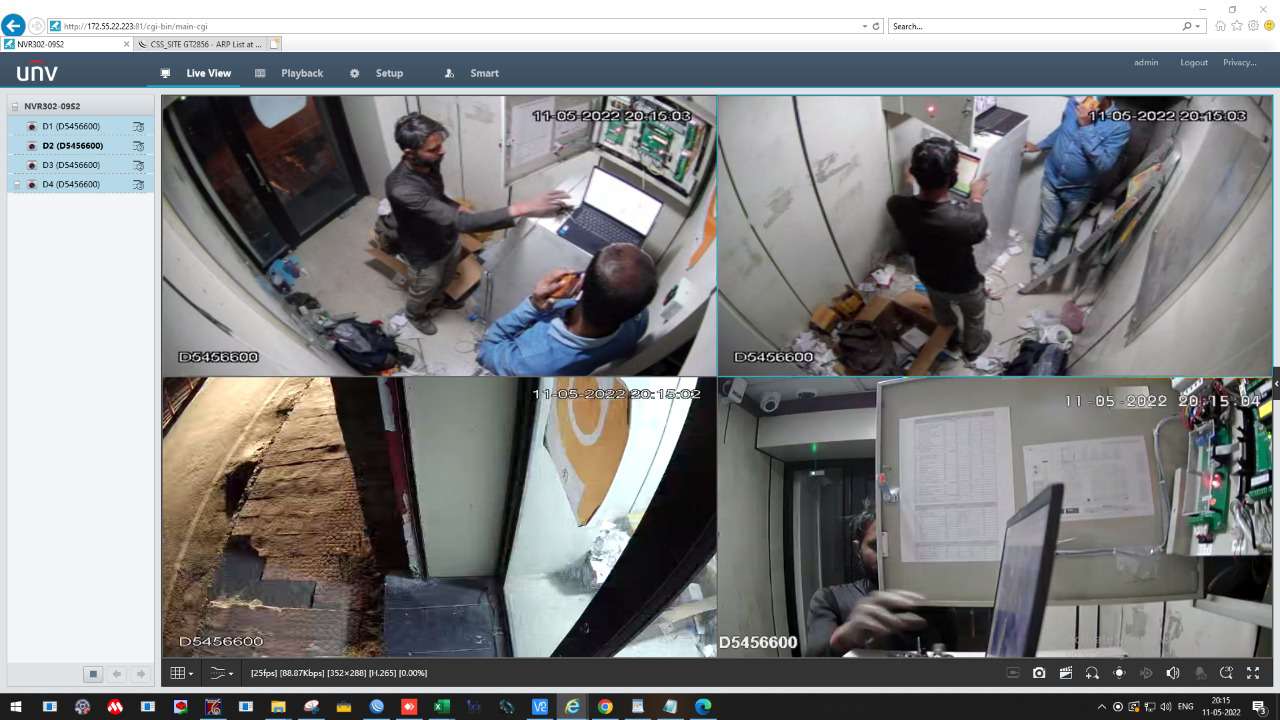 http://172.55.22.223:81/cgi-bin/main-cgi
Search...
NVR302-09S2
CSS_SITE GT2856 - ARP List at ...
unv
Live View
Playback
Setup
Smart
admin
Logout
Privacy...
NVR302-09S2
D1 (D5456600)
D2 (D5456600)
D3 (D5456600)
D4 (D5456600)
11-05-2022 20:15:03
D5456600
11-05-2022 20:15:03
D5456600
11-05-2022 20:15:02
D5456600
11-05-2022 20:15:04
D5456600
[25fps] [88.87Kbps] [352×288] [H.265] [0.00%]
ENG
20:15
11-05-2022